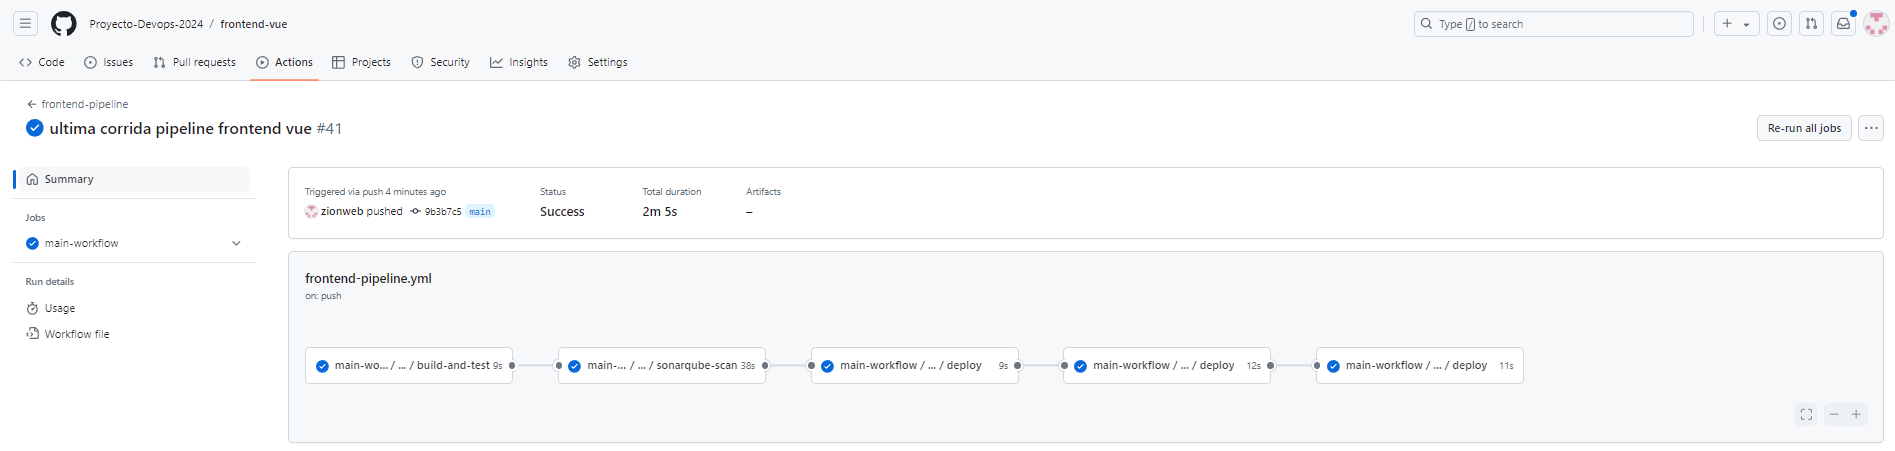 Proyecto-Devops-2024 / frontend-vue
Type / to search
Code Issues Pull requests Actions Projects Security Insights Settings
frontend-pipeline
ultima corrida pipeline frontend vue #41
Re-run all jobs
Summary
Jobs
main-workflow
Run details
Usage
Workflow file
Triggered via push 4 minutes ago
zionweb pushed 9b3b7c5 main
Status
Success
Total duration
2m 5s
Artifacts
–
frontend-pipeline.yml
on: push
main-wo... / ... / build-and-test 9s
main-... / ... / sonarqube-scan 38s
main-workflow / ... / deploy 9s
main-workflow / ... / deploy 12s
main-workflow / ... / deploy 11s